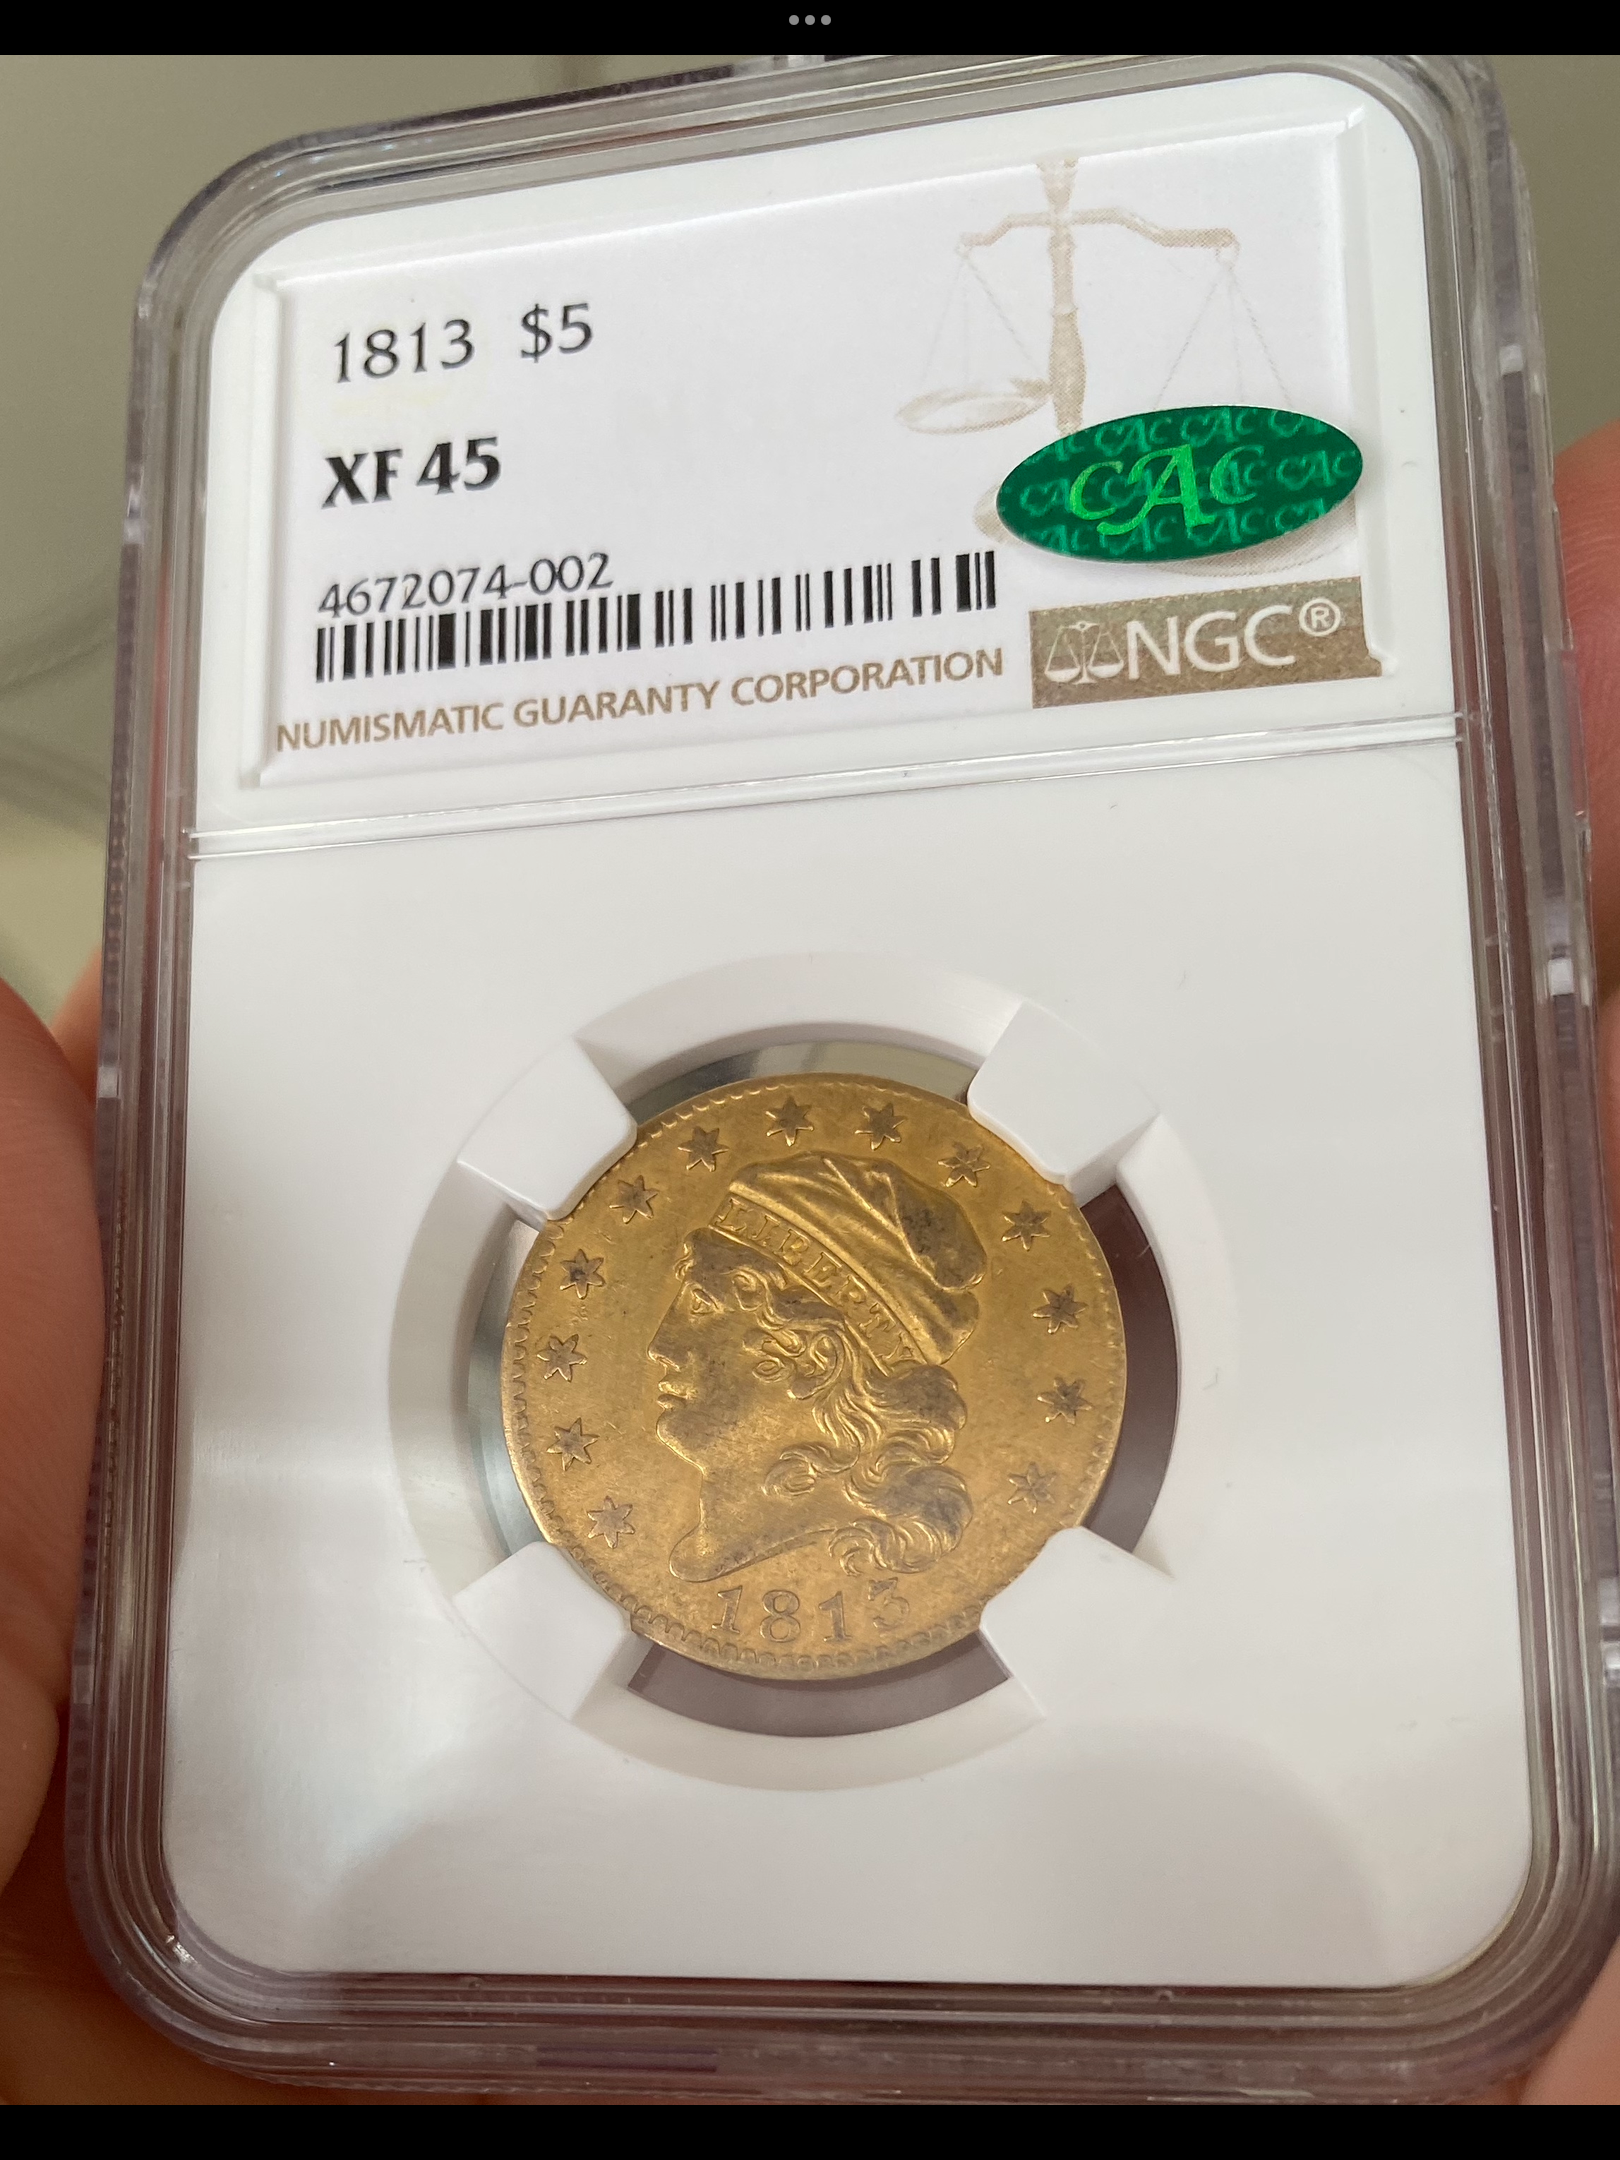 1813 $5
XF 45
CAC
4672074-002
NUMISMATIC GUARANTY CORPORATION
NGC®
LIBERTY
1813